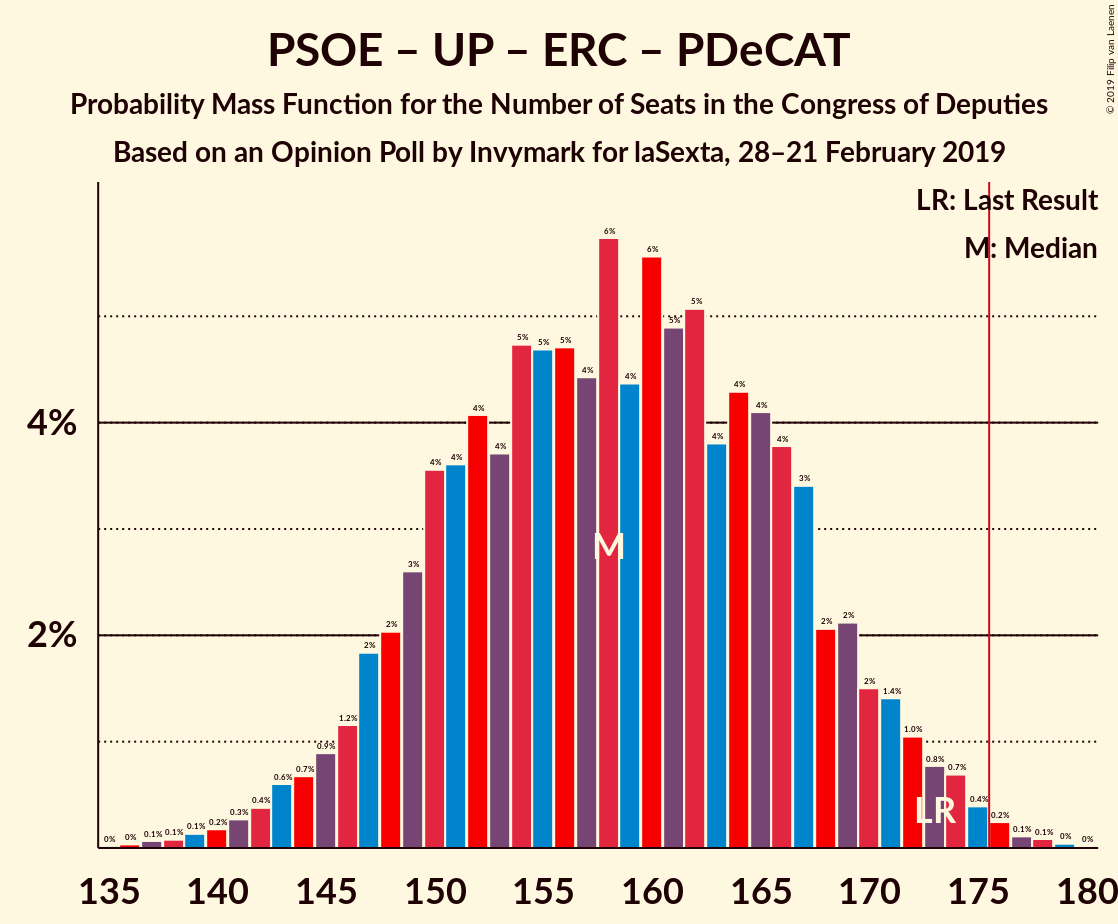 PSOE – UP – ERC – PDeCAT
Probability Mass Function for the Number of Seats in the Congress of Deputies
Based on an Opinion Poll by Invymark for laSexta, 28–21 February 2019
© 2019 Filip van Laenen
LR: Last Result
M: Median
4%
2%
0% 0% 0.1% 0.1% 0.1% 0.2% 0.3% 0.4% 0.6% 0.7% 0.9% 1.2% 2% 2% 3% 4% 4% 4% 4% 5% 5% 5% 4% 6% 4% 6% 5% 5% 4% 4% 4% 4% 3% 2% 2% 2% 1.4% 1.0% 0.8% 0.7% 0.4% 0.2% 0.1% 0.1% 0% 0%
M
LR
135 140 145 150 155 160 165 170 175 180